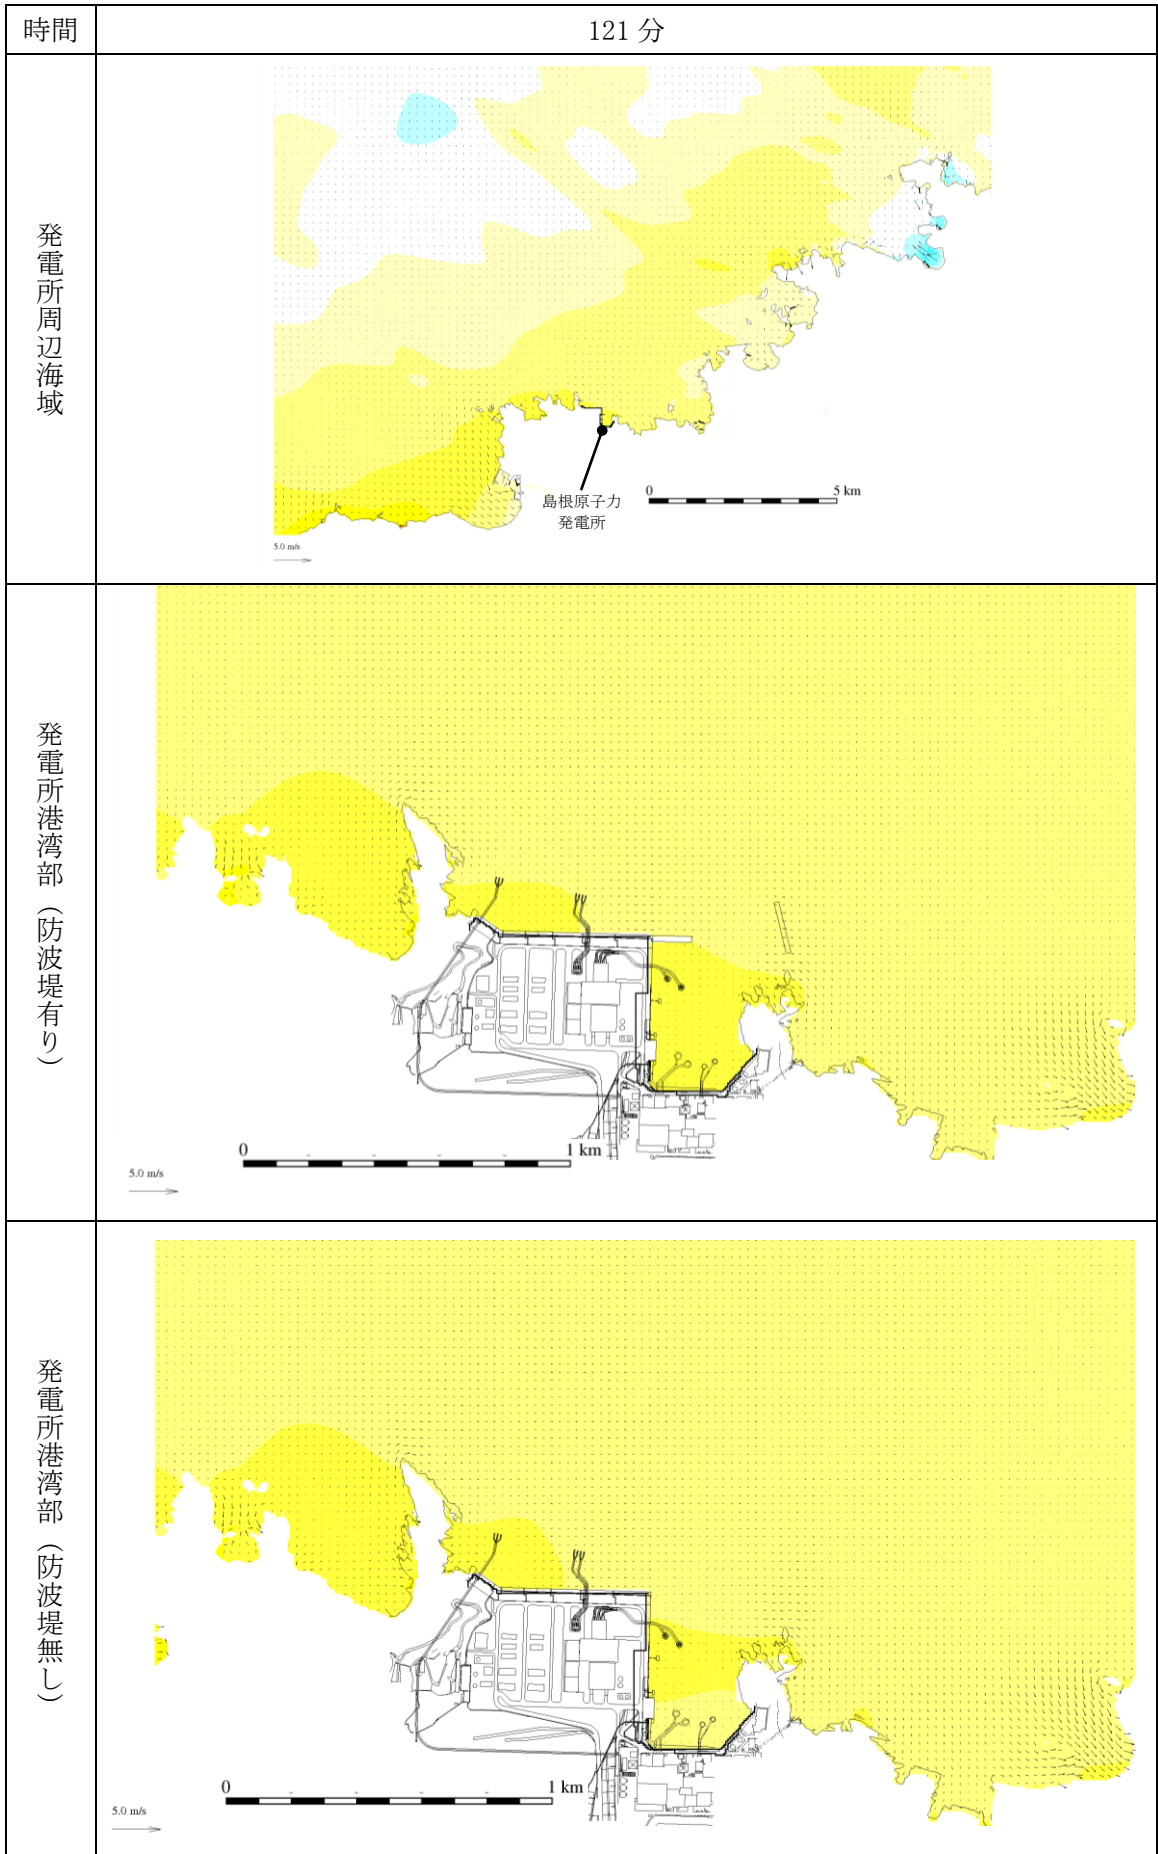 時間
121 分
発電所周辺海域
島根原子力
発電所
0
5 km
5.0 m/s
発電所港湾部（防波堤有り）
0
1 km
5.0 m/s
発電所港湾部（防波堤無し）
0
1 km
5.0 m/s